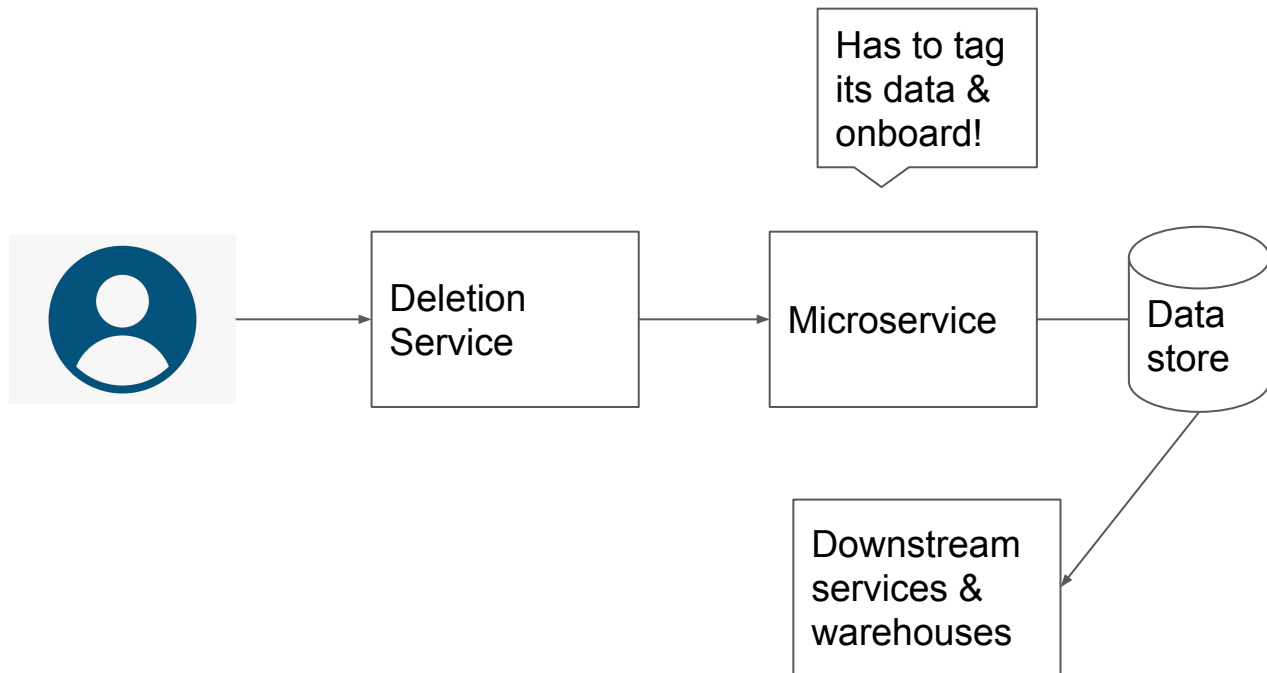 Has to tag
its data &
onboard!
Deletion
Service
Microservice
Data
store
Downstream
services &
warehouses